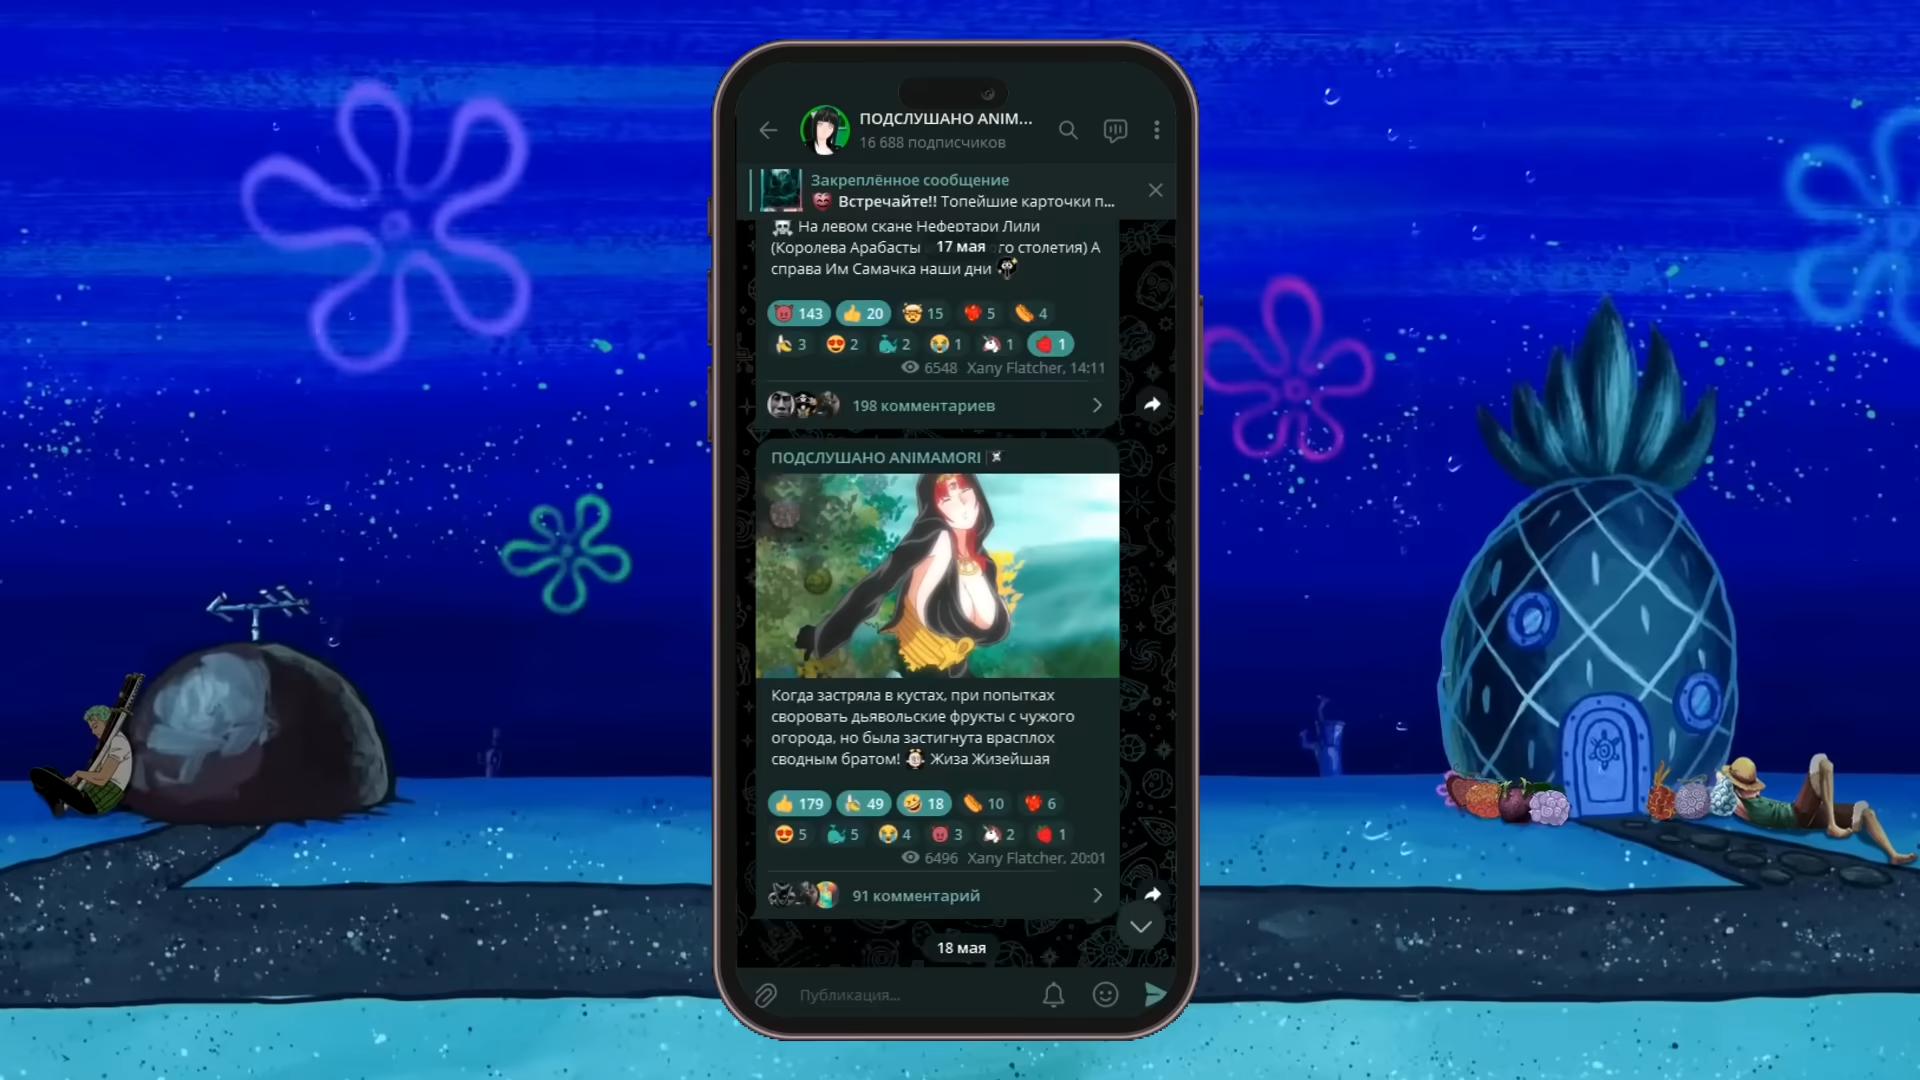 ПОДСЛУШАНО ANIM...
16 688 подписчиков
Закреплённое сообщение
Встречайте!! Топейшие карточки п...
На левом скане Нефертари Лили
(Королева Арабасты го столетия) А
17 мая
справа Им Самачка наши дни
143 20 15 5 4
3 2 2 1 1 1
6548 Xany Flatcher, 14:11
198 комментариев
ПОДСЛУШАНО ANIMAMORI
Когда застряла в кустах, при попытках
своровать дьявольские фрукты с чужого
огорода, но была застигнута врасплох
сводным братом! Жиза Жизейшая
179 49 18 10 6
5 5 4 3 2 1
6496 Xany Flatcher, 20:01
91 комментарий
18 мая
Публикация...